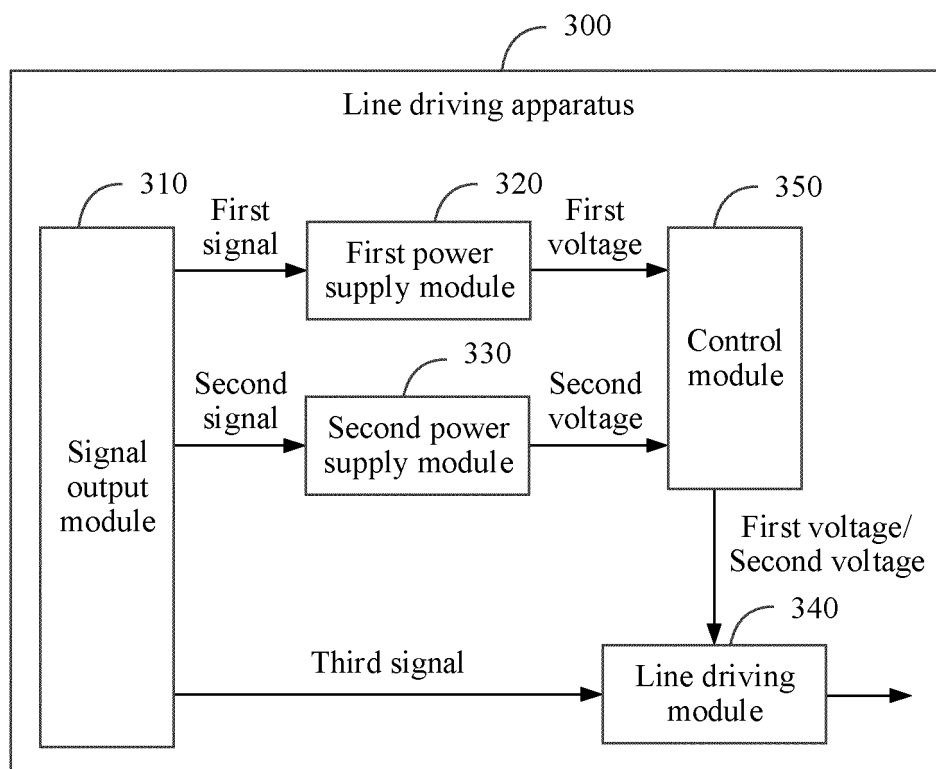 300
Line driving apparatus
310
320
350
First
signal
First power
supply module
First
voltage
Control
module
330
Second
signal
Second power
supply module
Second
voltage
Signal
output
module
First voltage/
Second voltage
340
Third signal
Line driving
module